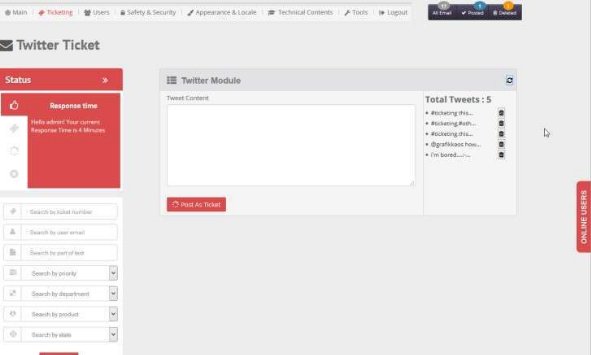 Main
Ticketing
Users
Safety & Security
Appearance & Locale
Technical Contents
Tools
Logout
All Email
Posted
Deleted
Twitter Ticket
Status »
Response time
Hello admin! Your current
Response Time is 4 Minutes
Search by ticket number
Search by user email
Search by part of text
Search by priority
Search by department
Search by product
Search by state
Twitter Module
Tweet Content
Post As Ticket
Total Tweets : 5
#ticketing this...
#ticketing #oth...
#ticketing this...
@grafikkaos how...
I'm bored....:-...
ONLINE USERS